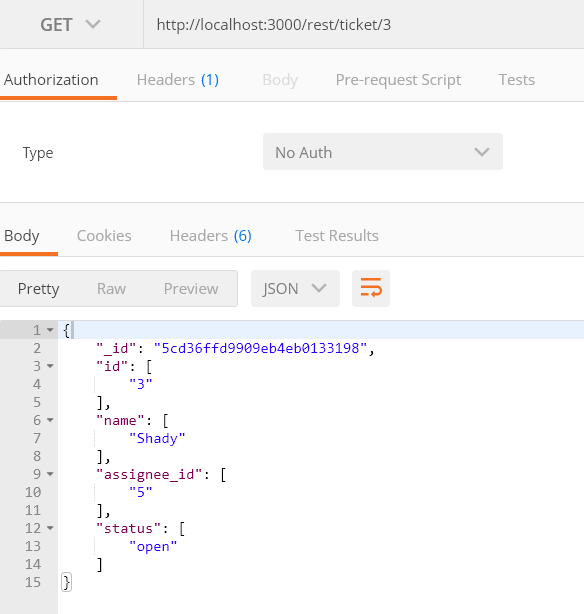 GET http://localhost:3000/rest/ticket/3
Authorization Headers (1) Body Pre-request Script Tests
Type No Auth
Body Cookies Headers (6) Test Results
Pretty Raw Preview JSON
1 {
2 "_id": "5cd36ffd9909eb4eb0133198",
3 "id": [
4 "3"
5 ],
6 "name": [
7 "Shady"
8 ],
9 "assignee_id": [
10 "5"
11 ],
12 "status": [
13 "open"
14 ]
15 }